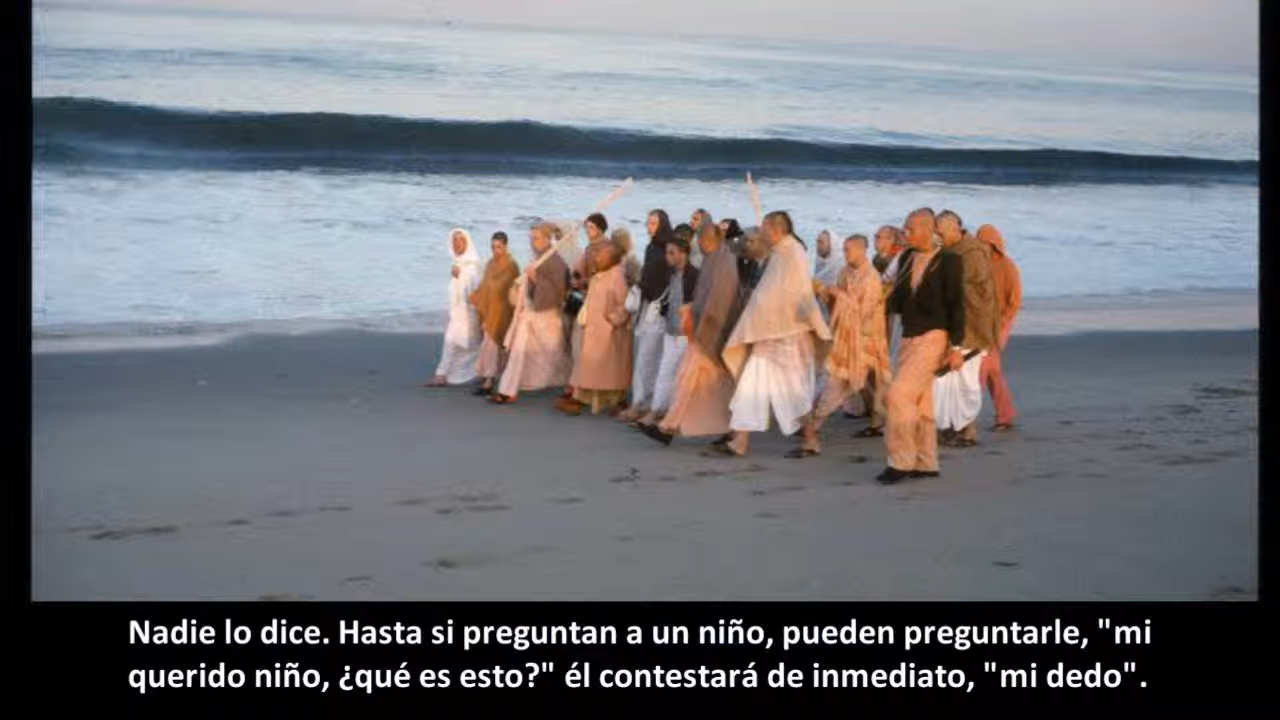 Nadie lo dice. Hasta si preguntan a un niño, pueden preguntarle, "mi
querido niño, ¿qué es esto?" él contestará de inmediato, "mi dedo".